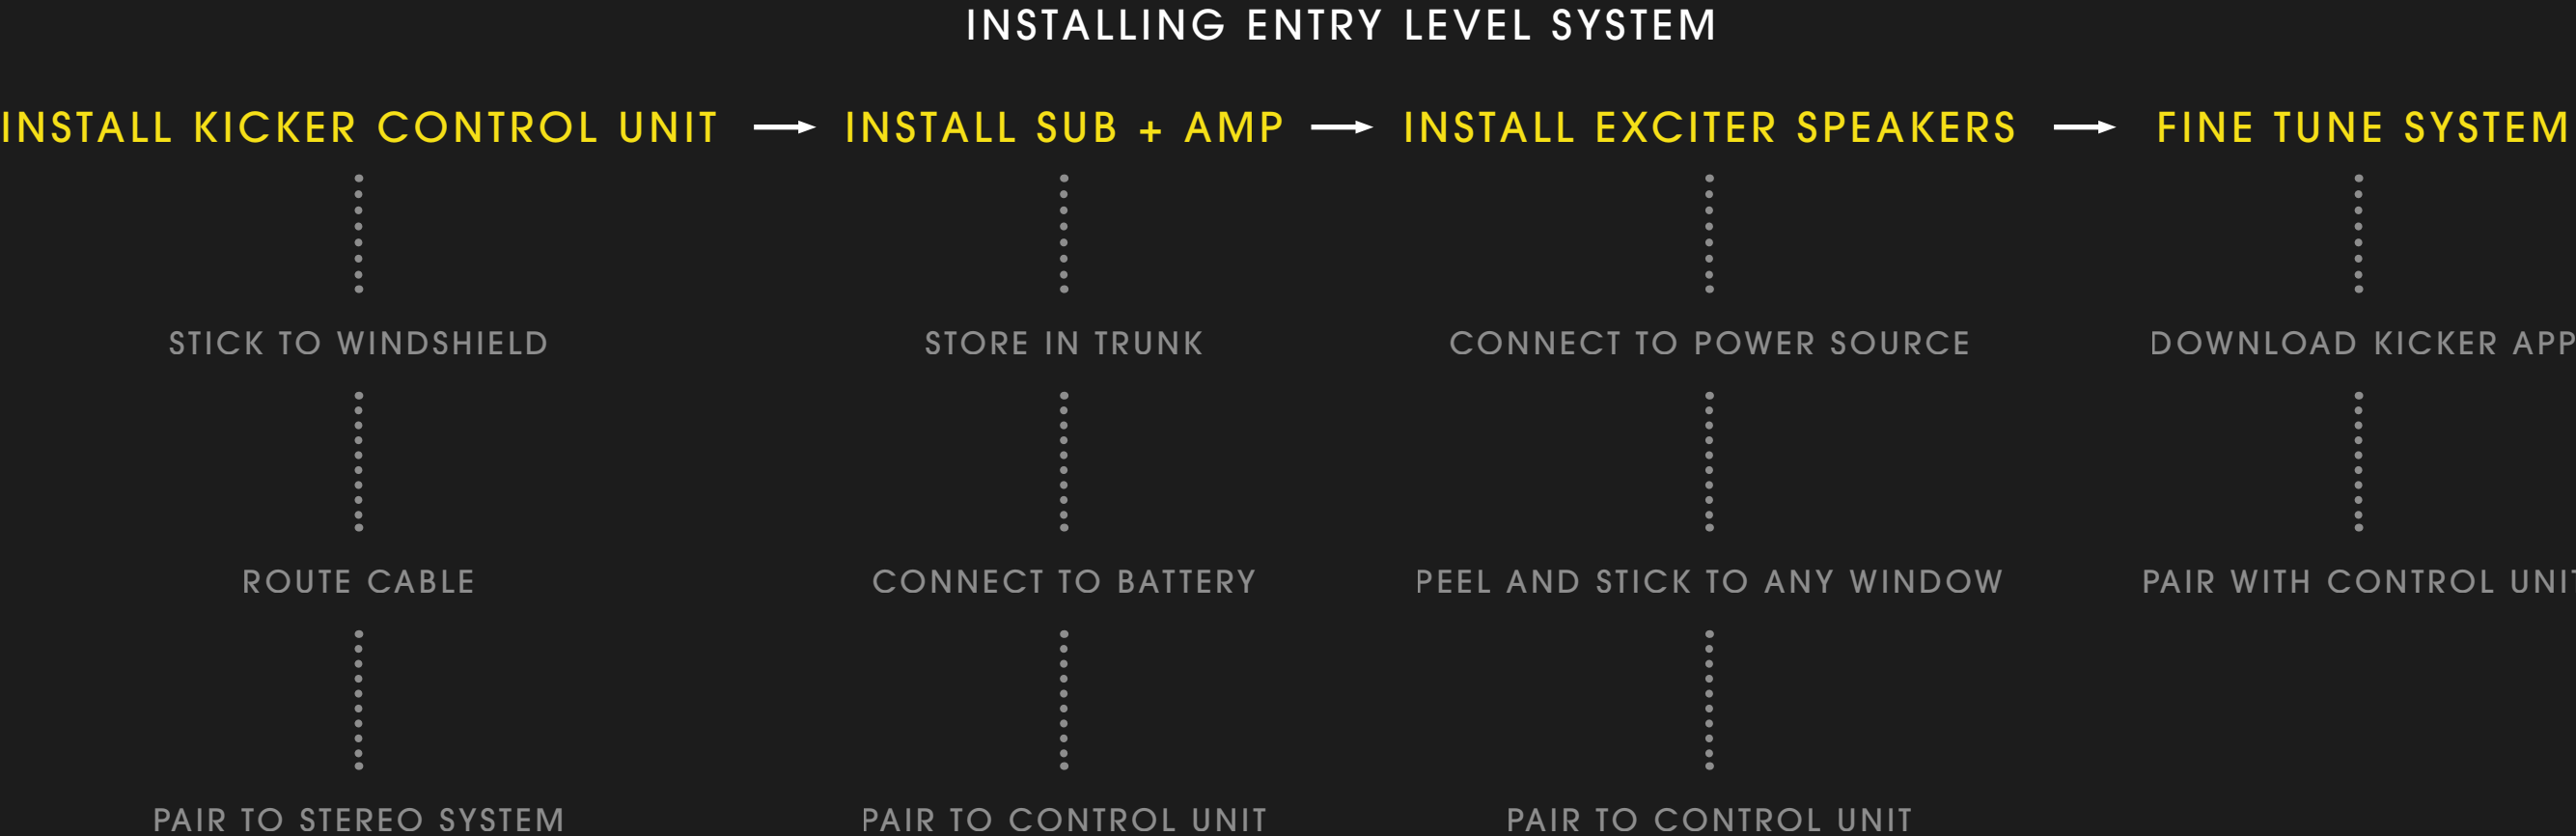 INSTALLING ENTRY LEVEL SYSTEM
INSTALL KICKER CONTROL UNIT → INSTALL SUB + AMP → INSTALL EXCITER SPEAKERS → FINE TUNE SYSTEM
STICK TO WINDSHIELD
STORE IN TRUNK
CONNECT TO POWER SOURCE
DOWNLOAD KICKER APP
ROUTE CABLE
CONNECT TO BATTERY
PEEL AND STICK TO ANY WINDOW
PAIR WITH CONTROL UNIT
PAIR TO STEREO SYSTEM
PAIR TO CONTROL UNIT
PAIR TO CONTROL UNIT